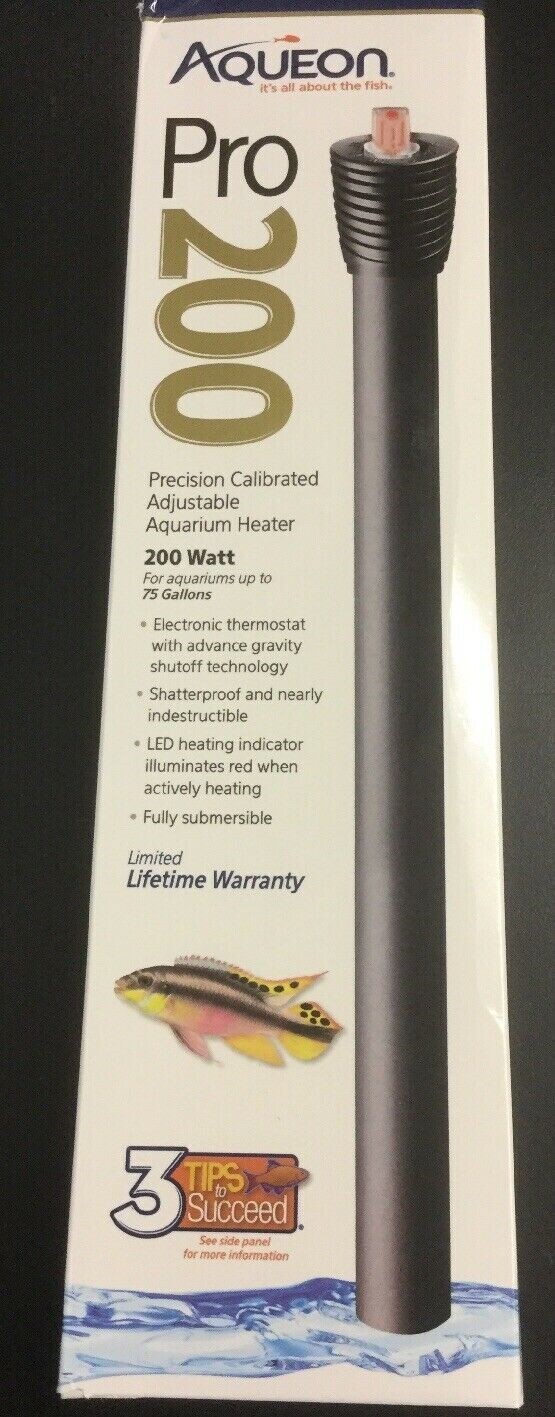 AQUEON®
it's all about the fish.
Pro
200
Precision Calibrated
Adjustable
Aquarium Heater
200 Watt
For aquariums up to
75 Gallons
• Electronic thermostat
with advance gravity
shutoff technology
• Shatterproof and nearly
indestructible
• LED heating indicator
illuminates red when
actively heating
• Fully submersible
Limited
Lifetime Warranty
3 TIPS
to
Succeed®
See side panel
for more information